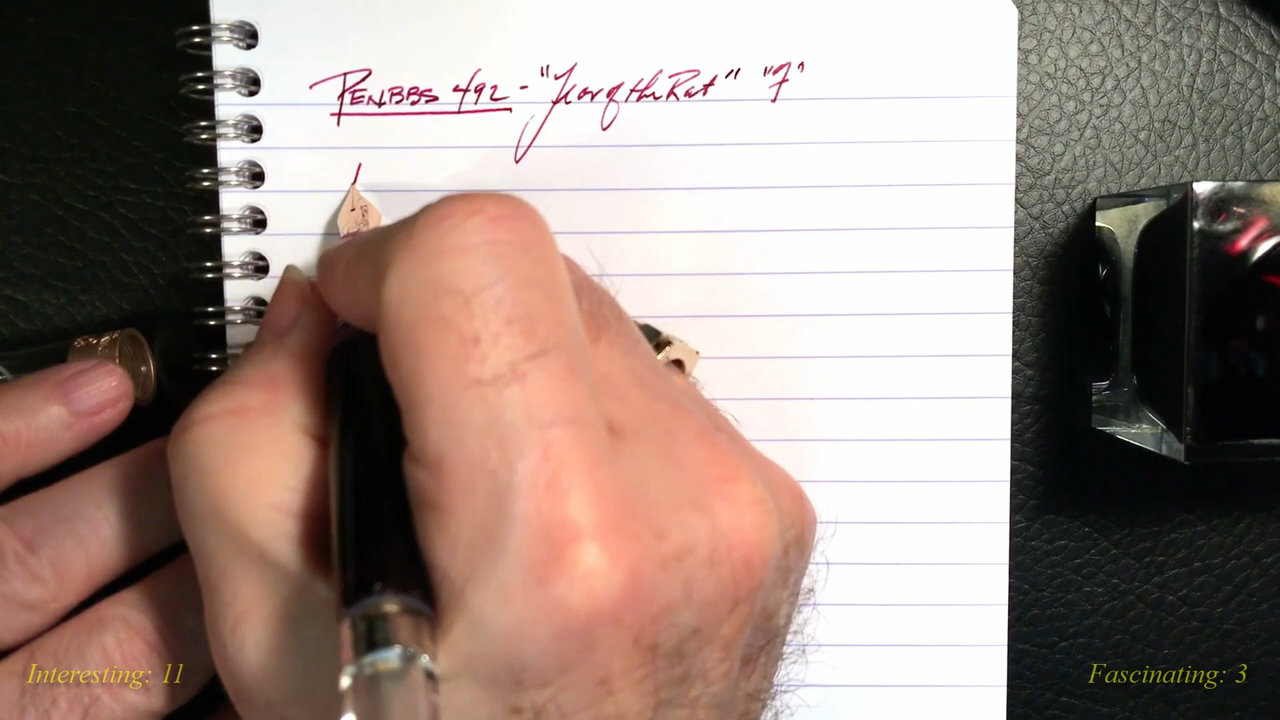 PENBBS 492 - "Year of the Rat" "F"
Interesting: 11
Fascinating: 3